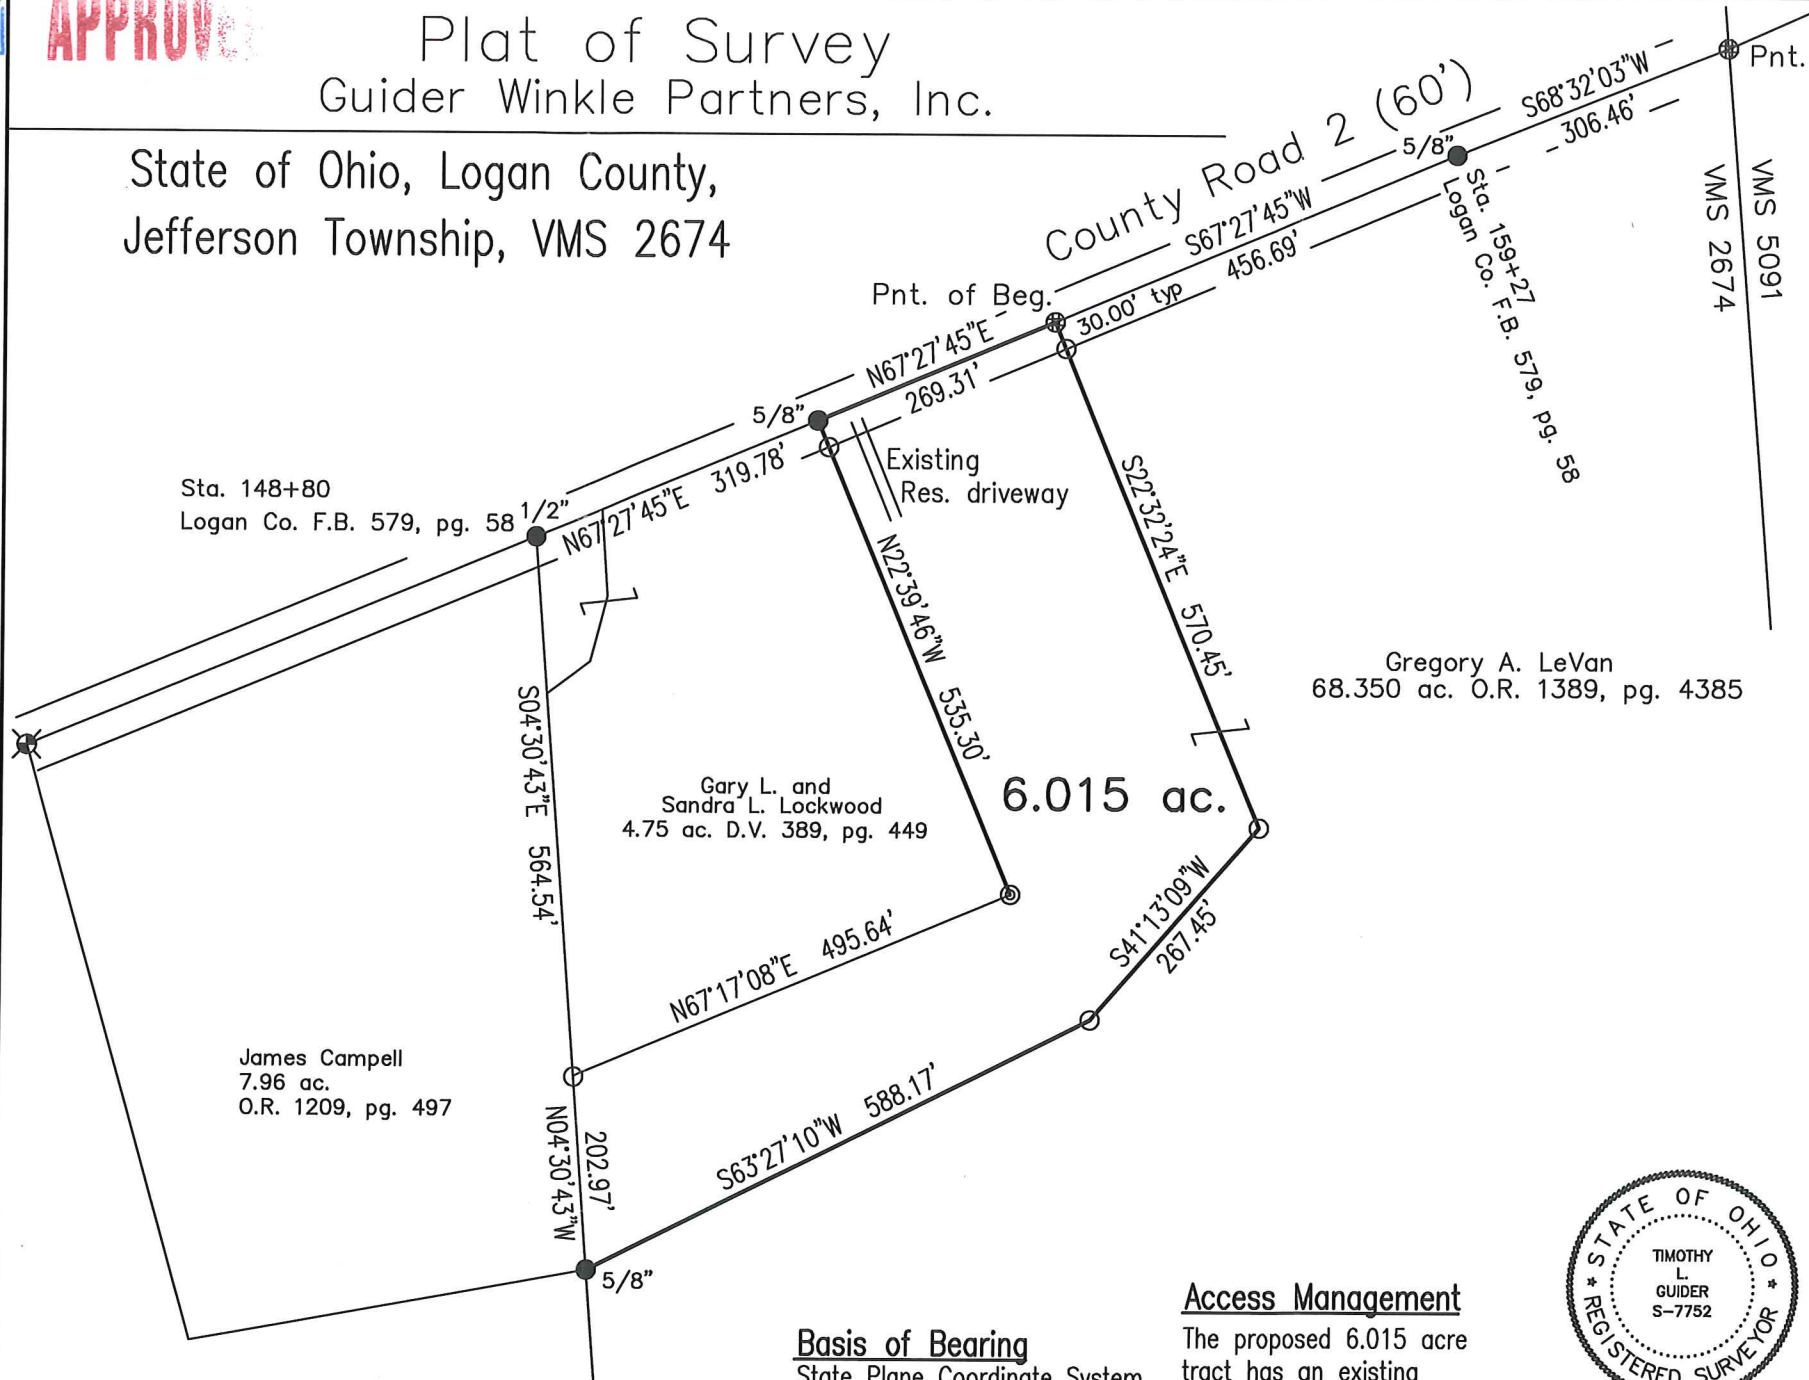 APPROVE
Plat of Survey
Guider Winkle Partners, Inc.
State of Ohio, Logan County,
Jefferson Township, VMS 2674
County Road 2 (60')
S68°32'03"W
306.46'
Pnt.
VMS 5091
VMS 2674
5/8"
Sta. 159+27
Logan Co. F.B. 579, pg. 58
S67°27'45"W
456.69'
30.00' typ
Pnt. of Beg.
N67°27'45"E
269.31'
5/8"
Existing
Res. driveway
Sta. 148+80
Logan Co. F.B. 579, pg. 58
1/2"
N67°27'45"E 319.78'
N22°39'46"W 535.30'
S22°32'24"E 570.45'
Gregory A. LeVan
68.350 ac. O.R. 1389, pg. 4385
S04°30'43"E 564.54'
Gary L. and
Sandra L. Lockwood
4.75 ac. D.V. 389, pg. 449
6.015 ac.
N67°17'08"E 495.64'
S41°13'09"W
267.45'
James Campell
7.96 ac.
O.R. 1209, pg. 497
N04°30'43"W
202.97'
S63°27'10"W 588.17'
5/8"
Basis of Bearing
State Plane Coordinate System
Access Management
The proposed 6.015 acre
tract has an existing
STATE OF OHIO
TIMOTHY
L.
GUIDER
S-7752
REGISTERED SURVEYOR